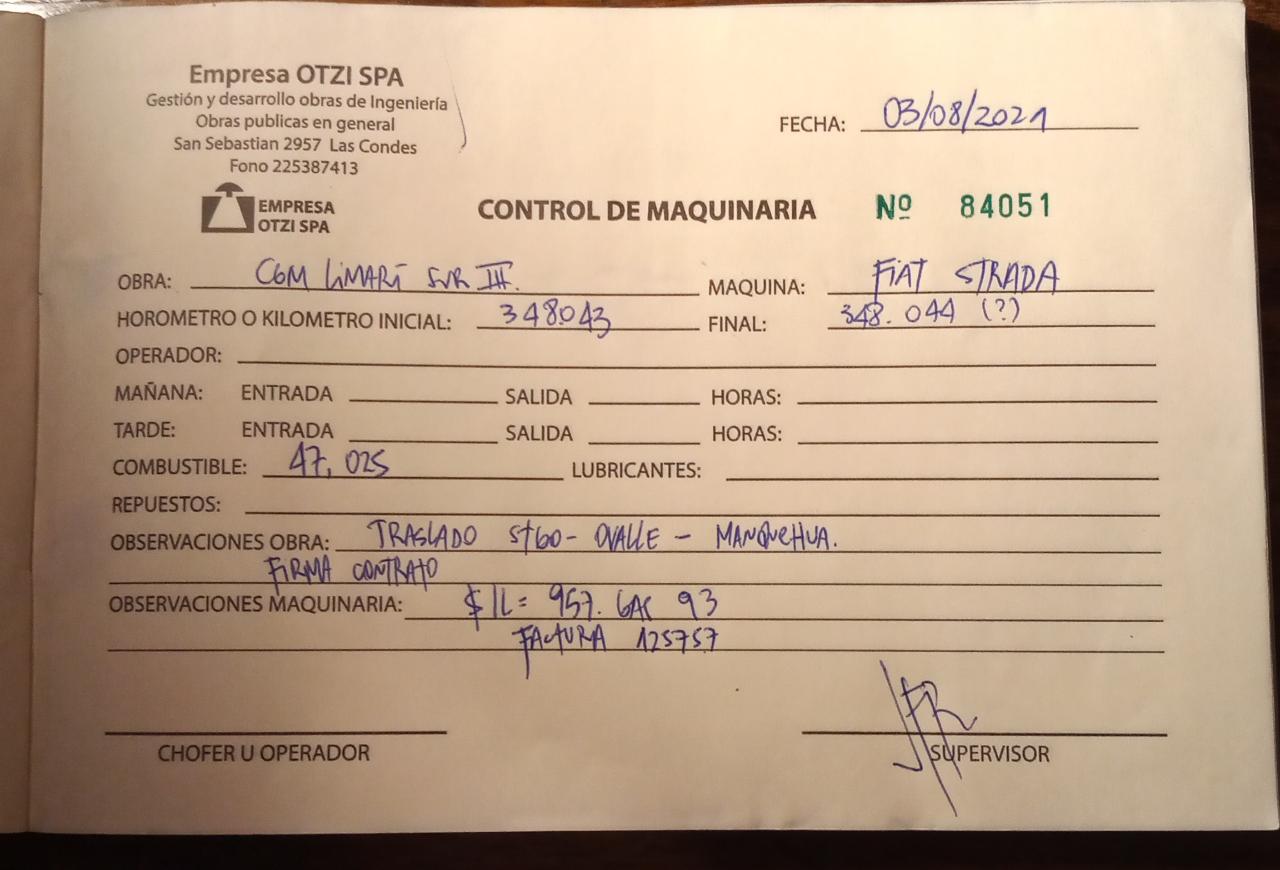 Empresa OTZI SPA
Gestión y desarrollo obras de Ingeniería
Obras publicas en general
San Sebastian 2957 Las Condes
Fono 225387413
FECHA: 03/08/2021
EMPRESA
OTZI SPA
CONTROL DE MAQUINARIA Nº 84051
OBRA: CGM LIMARÍ SUR III. MAQUINA: FIAT STRADA
HOROMETRO O KILOMETRO INICIAL: 348.043 FINAL: 348.044 (?)
OPERADOR:
MAÑANA: ENTRADA SALIDA HORAS:
TARDE: ENTRADA SALIDA HORAS:
COMBUSTIBLE: 47,025 LUBRICANTES:
REPUESTOS:
OBSERVACIONES OBRA: TRASLADO STGO - OVALLE - MANQUEHUA.
FIRMA CONTRATO
OBSERVACIONES MAQUINARIA: $ 1L = 957. GAS 93
FACTURA 125757
CHOFER U OPERADOR SUPERVISOR